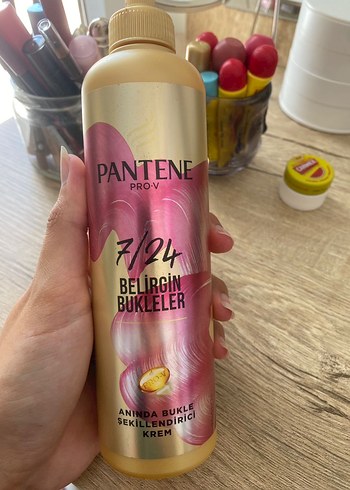 PANTENE
PRO-V
7/24
BELİRGİN
BUKLELER
ANINDA BUKLE
ŞEKİLLENDİRİCİ
KREM